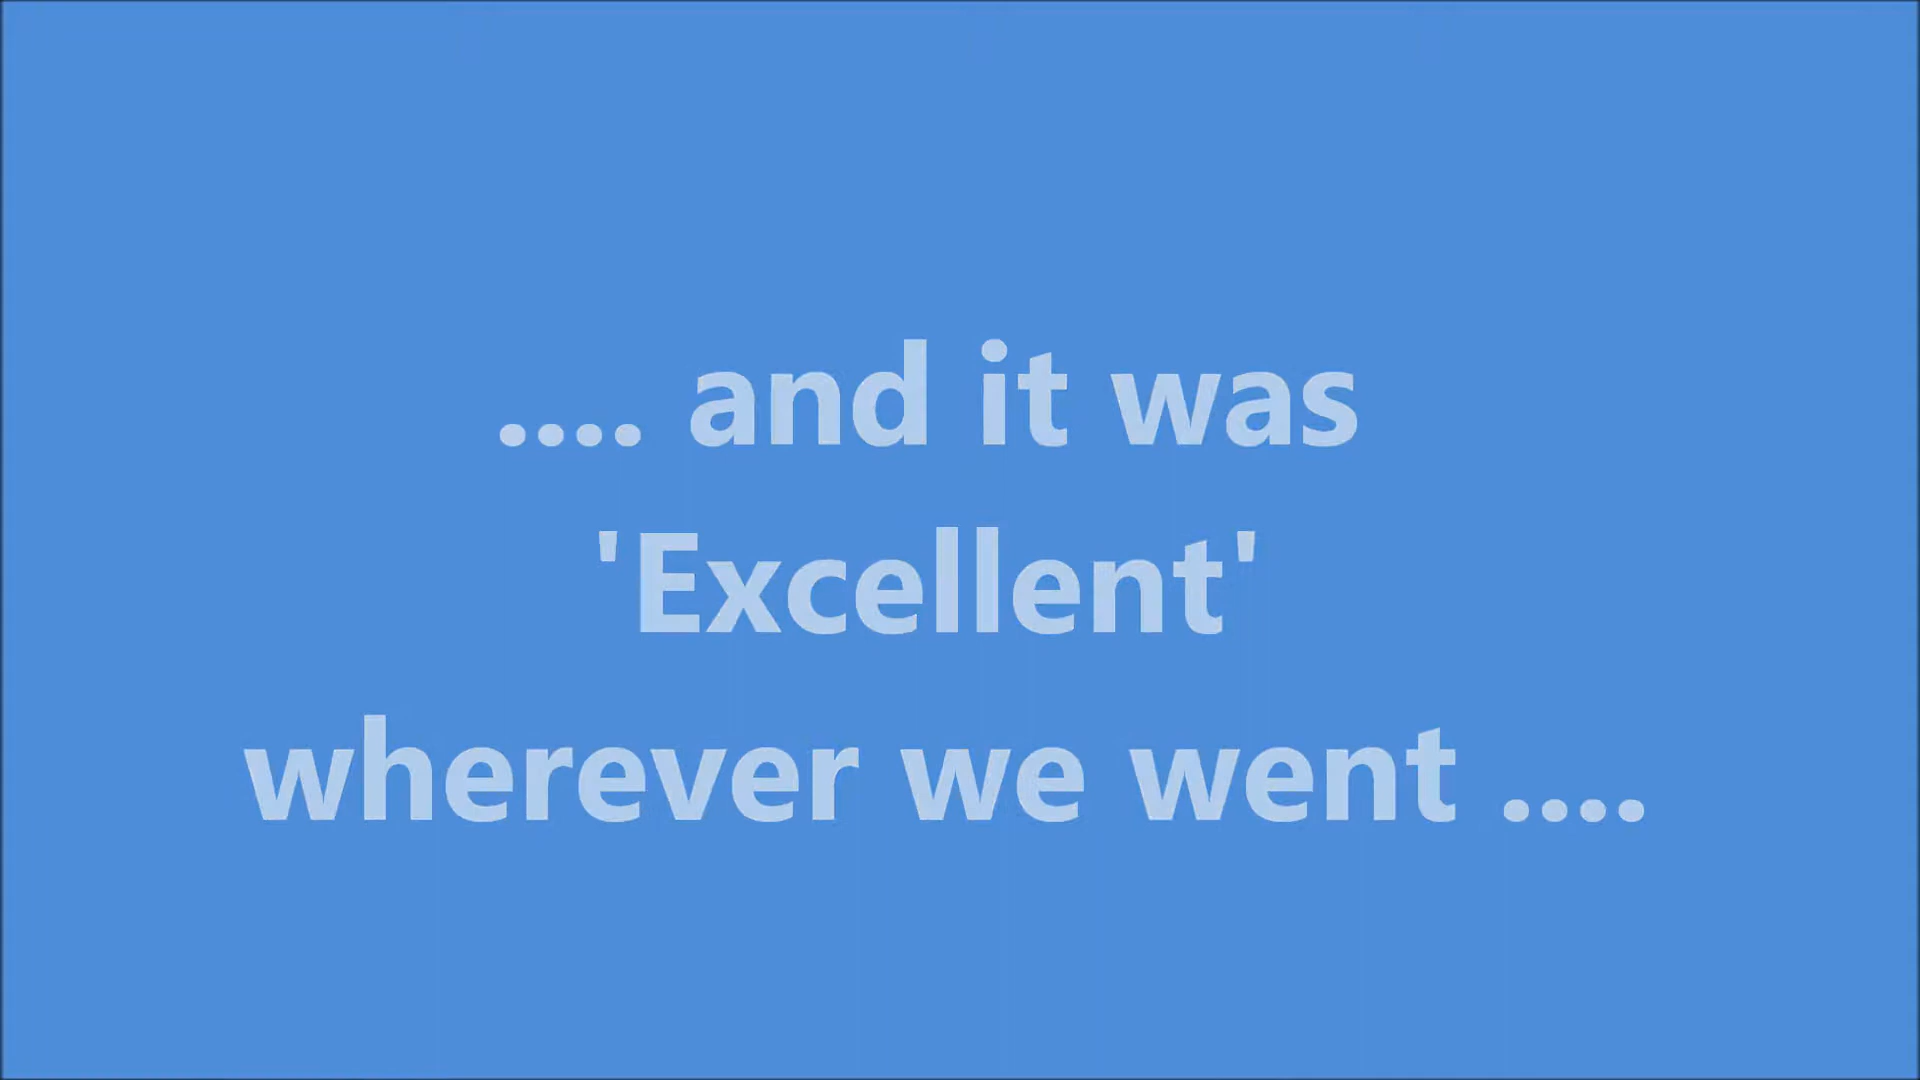 .... and it was
'Excellent'
wherever we went ....